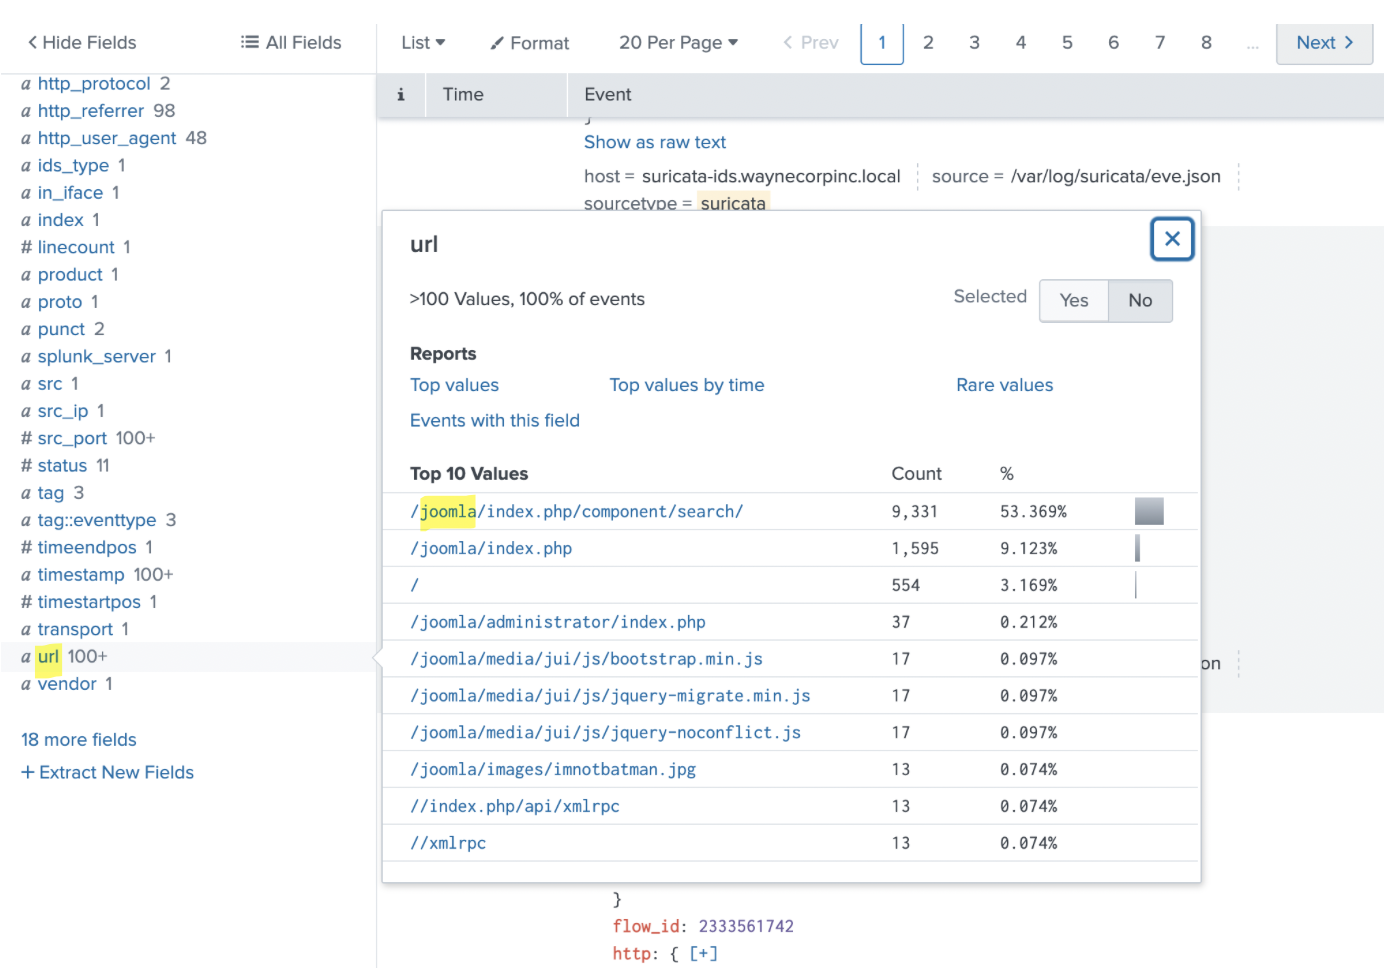 Hide Fields
All Fields
List
Format
20 Per Page
Prev 1 2 3 4 5 6 7 8 ... Next
a http_protocol 2
a http_referrer 98
a http_user_agent 48
a ids_type 1
a in_iface 1
a index 1
# linecount 1
a product 1
a proto 1
a punct 2
a splunk_server 1
a src 1
a src_ip 1
# src_port 100+
# status 11
a tag 3
a tag::eventtype 3
# timeendpos 1
a timestamp 100+
# timestartpos 1
a transport 1
a url 100+
a vendor 1
18 more fields
+ Extract New Fields
i Time Event
}
Show as raw text
host = suricata-ids.waynecorpinc.local source = /var/log/suricata/eve.json
sourcetype = suricata
url
>100 Values, 100% of events
Selected Yes No
Reports
Top values Top values by time Rare values
Events with this field
Top 10 Values Count %
/joomla/index.php/component/search/ 9,331 53.369%
/joomla/index.php 1,595 9.123%
/ 554 3.169%
/joomla/administrator/index.php 37 0.212%
/joomla/media/jui/js/bootstrap.min.js 17 0.097%
/joomla/media/jui/js/jquery-migrate.min.js 17 0.097%
/joomla/media/jui/js/jquery-noconflict.js 17 0.097%
/joomla/images/imnotbatman.jpg 13 0.074%
//index.php/api/xmlrpc 13 0.074%
//xmlrpc 13 0.074%
on
}
flow_id: 2333561742
http: { [+]